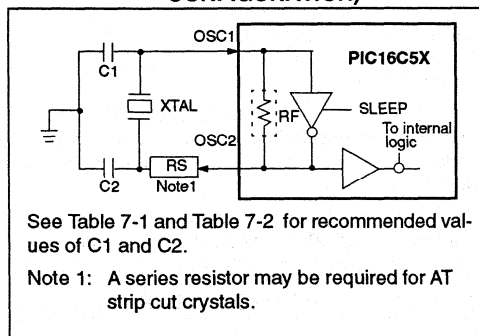 OSC1
PIC16C5X
C1
XTAL
RF
SLEEP
To internal
logic
OSC2
RS
C2
Note1
See Table 7-1 and Table 7-2 for recommended val-
ues of C1 and C2.
Note 1: A series resistor may be required for AT
strip cut crystals.